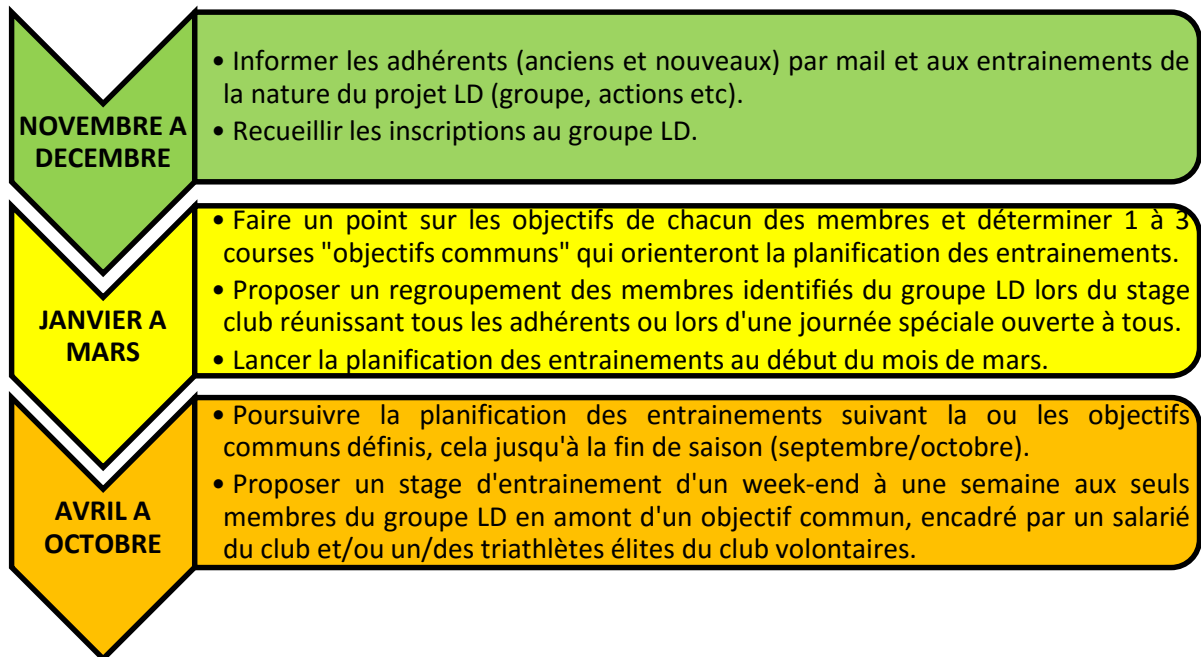 NOVEMBRE A
DECEMBRE
• Informer les adhérents (anciens et nouveaux) par mail et aux entrainements de
la nature du projet LD (groupe, actions etc).
• Recueillir les inscriptions au groupe LD.
JANVIER A
MARS
• Faire un point sur les objectifs de chacun des membres et déterminer 1 à 3
courses "objectifs communs" qui orienteront la planification des entrainements.
• Proposer un regroupement des membres identifiés du groupe LD lors du stage
club réunissant tous les adhérents ou lors d'une journée spéciale ouverte à tous.
• Lancer la planification des entrainements au début du mois de mars.
AVRIL A
OCTOBRE
• Poursuivre la planification des entrainements suivant la ou les objectifs
communs définis, cela jusqu'à la fin de saison (septembre/octobre).
• Proposer un stage d'entrainement d'un week-end à une semaine aux seuls
membres du groupe LD en amont d'un objectif commun, encadré par un salarié
du club et/ou un/des triathlètes élites du club volontaires.